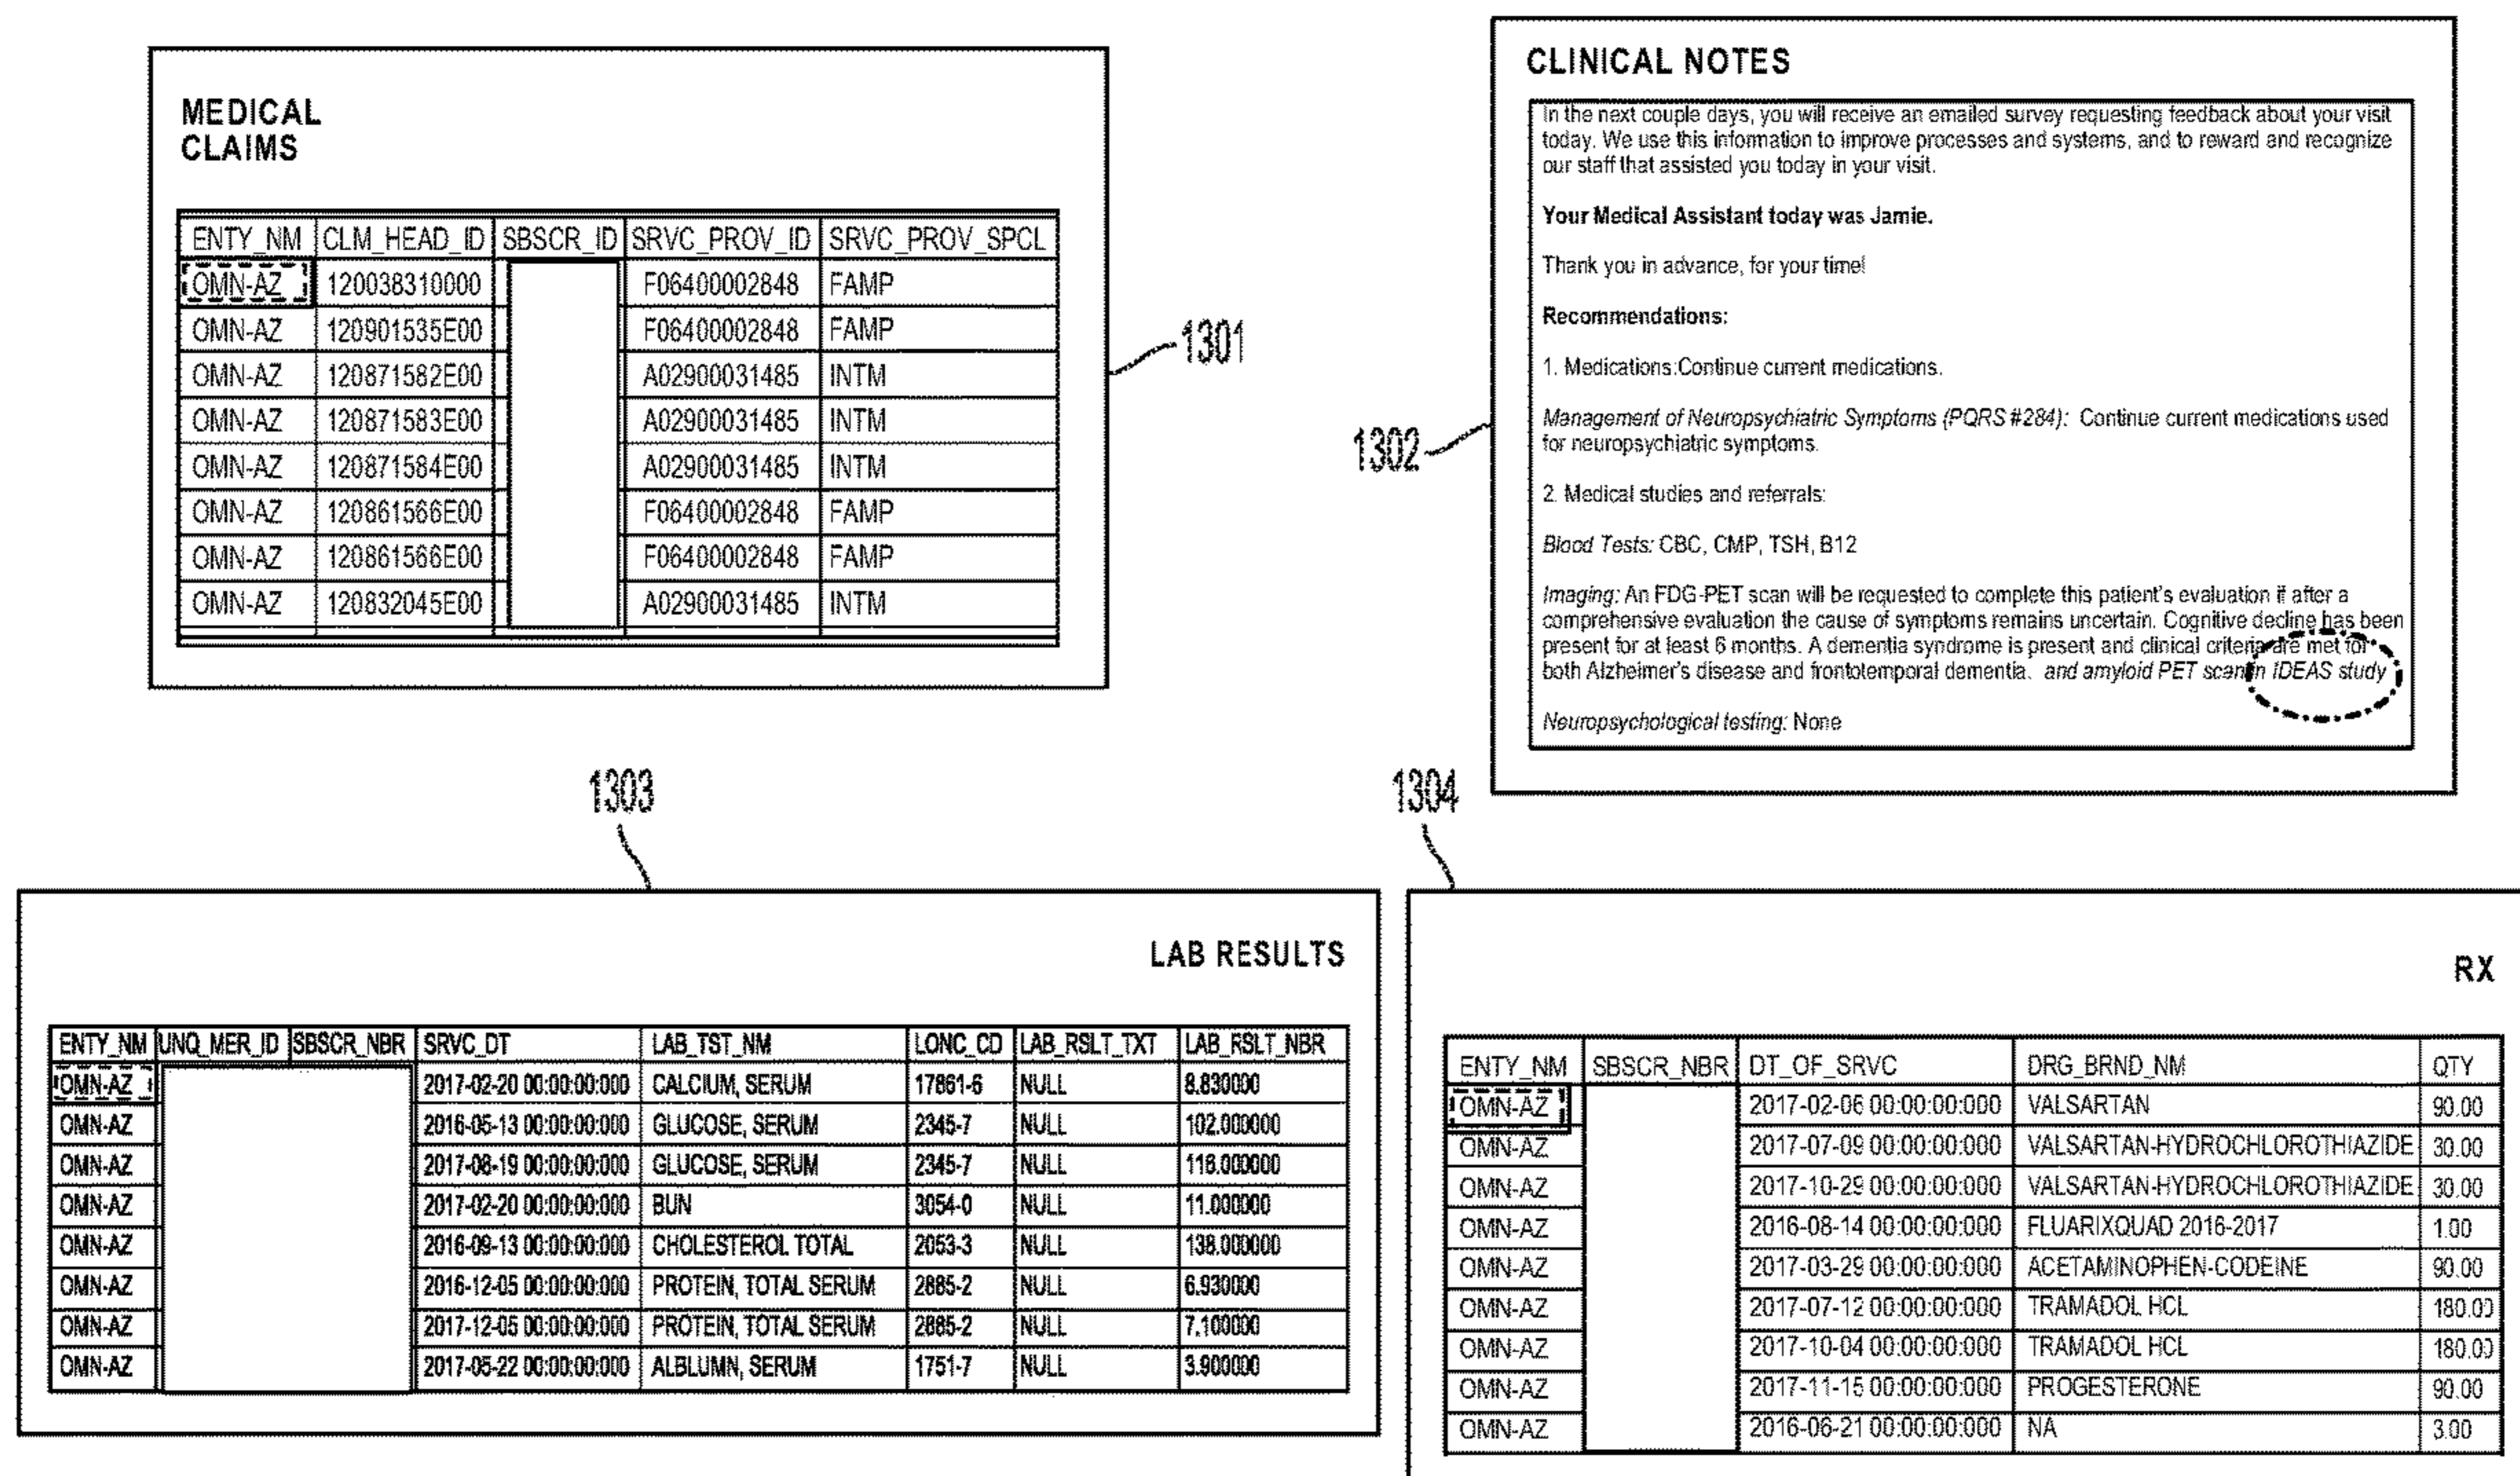 MEDICAL
CLAIMS
ENTY_NM CLM_HEAD_ID SBSCR_ID SRVC_PROV_ID SRVC_PROV_SPCL
OMN-AZ 120038310000 F06400002848 FAMP
OMN-AZ 120901535E00 F06400002848 FAMP
OMN-AZ 120871582E00 A02900031485 INTM
OMN-AZ 120871583E00 A02900031485 INTM
OMN-AZ 120871584E00 A02900031485 INTM
OMN-AZ 120861566E00 F06400002848 FAMP
OMN-AZ 120861566E00 F06400002848 FAMP
OMN-AZ 120832045E00 A02900031485 INTM
1301
CLINICAL NOTES
In the next couple days, you will receive an emailed survey requesting feedback about your visit
today. We use this information to improve processes and systems, and to reward and recognize
our staff that assisted you today in your visit.
Your Medical Assistant today was Jamie.
Thank you in advance, for your time!
Recommendations:
1. Medications:Continue current medications.
Management of Neuropsychiatric Symptoms (PQRS #284): Continue current medications used
for neuropsychiatric symptoms.
2. Medical studies and referrals:
Blood Tests: CBC, CMP, TSH, B12
Imaging: An FDG-PET scan will be requested to complete this patient's evaluation if after a
comprehensive evaluation the cause of symptoms remains uncertain. Cognitive decline has been
present for at least 6 months. A dementia syndrome is present and clinical criteria are met for
both Alzheimer's disease and frontotemporal dementia. and amyloid PET scan in IDEAS study
Neuropsychological testing: None
1302
1303
LAB RESULTS
ENTY_NM UNQ_MER_ID SBSCR_NBR SRVC_DT LAB_TST_NM LONC_CD LAB_RSLT_TXT LAB_RSLT_NBR
OMN-AZ 2017-02-20 00:00:00:000 CALCIUM, SERUM 17861-6 NULL 8.830000
OMN-AZ 2016-05-13 00:00:00:000 GLUCOSE, SERUM 2345-7 NULL 102.000000
OMN-AZ 2017-08-19 00:00:00:000 GLUCOSE, SERUM 2345-7 NULL 116.000000
OMN-AZ 2017-02-20 00:00:00:000 BUN 3054-0 NULL 11.000000
OMN-AZ 2016-09-13 00:00:00:000 CHOLESTEROL TOTAL 2053-3 NULL 138.000000
OMN-AZ 2016-12-05 00:00:00:000 PROTEIN, TOTAL SERUM 2885-2 NULL 6.930000
OMN-AZ 2017-12-05 00:00:00:000 PROTEIN, TOTAL SERUM 2885-2 NULL 7.100000
OMN-AZ 2017-05-22 00:00:00:000 ALBLUMN, SERUM 1751-7 NULL 3.900000
1304
RX
ENTY_NM SBSCR_NBR DT_OF_SRVC DRG_BRND_NM QTY
OMN-AZ 2017-02-06 00:00:00:000 VALSARTAN 90.00
OMN-AZ 2017-07-09 00:00:00:000 VALSARTAN-HYDROCHLOROTHIAZIDE 30.00
OMN-AZ 2017-10-29 00:00:00:000 VALSARTAN-HYDROCHLOROTHIAZIDE 30.00
OMN-AZ 2016-08-14 00:00:00:000 FLUARIXQUAD 2016-2017 1.00
OMN-AZ 2017-03-29 00:00:00:000 ACETAMINOPHEN-CODEINE 90.00
OMN-AZ 2017-07-12 00:00:00:000 TRAMADOL HCL 180.00
OMN-AZ 2017-10-04 00:00:00:000 TRAMADOL HCL 180.00
OMN-AZ 2017-11-15 00:00:00:000 PROGESTERONE 90.00
OMN-AZ 2016-06-21 00:00:00:000 NA 3.00